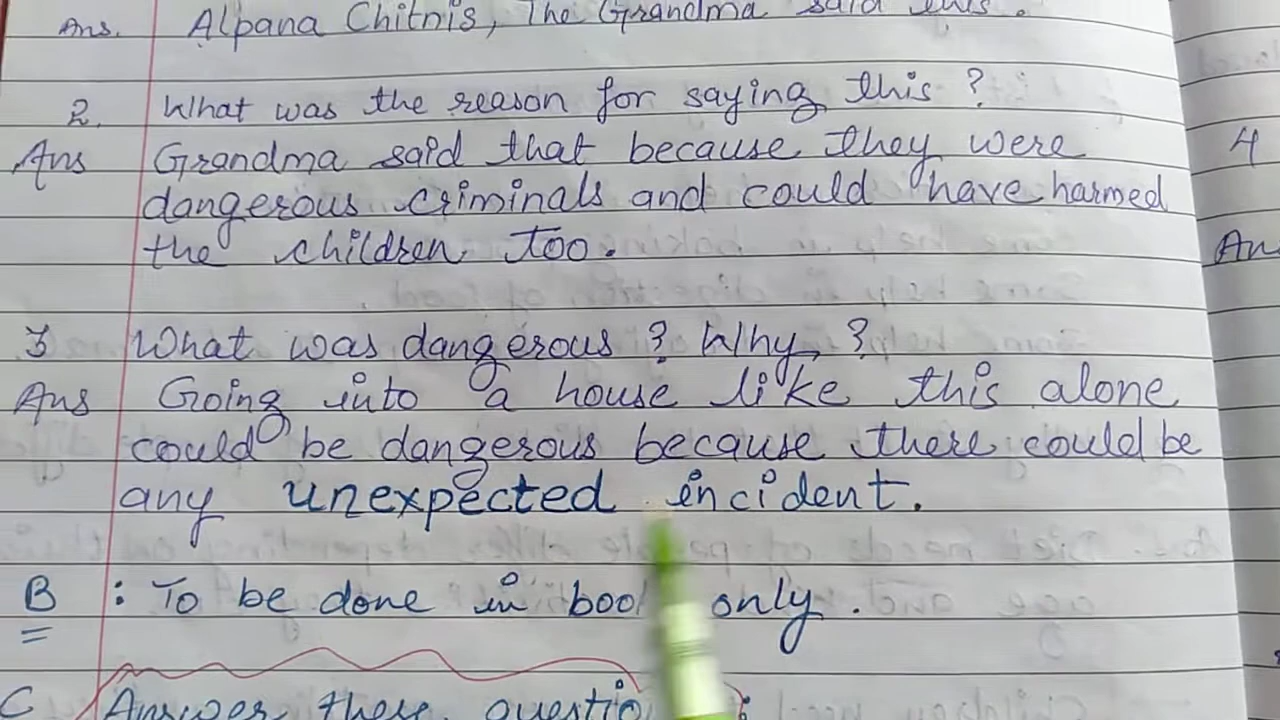 Ans. Alpana Chitnis, The Grandma said this.
2. What was the reason for saying this ?
Ans Grandma said that because they were
dangerous criminals and could have harmed
the children too.
3 What was dangerous ? Why ?
Ans Going into a house like this alone
could be dangerous because there could be
any unexpected incident.
B : To be done in boo only.
C Answer these questio :
4
An